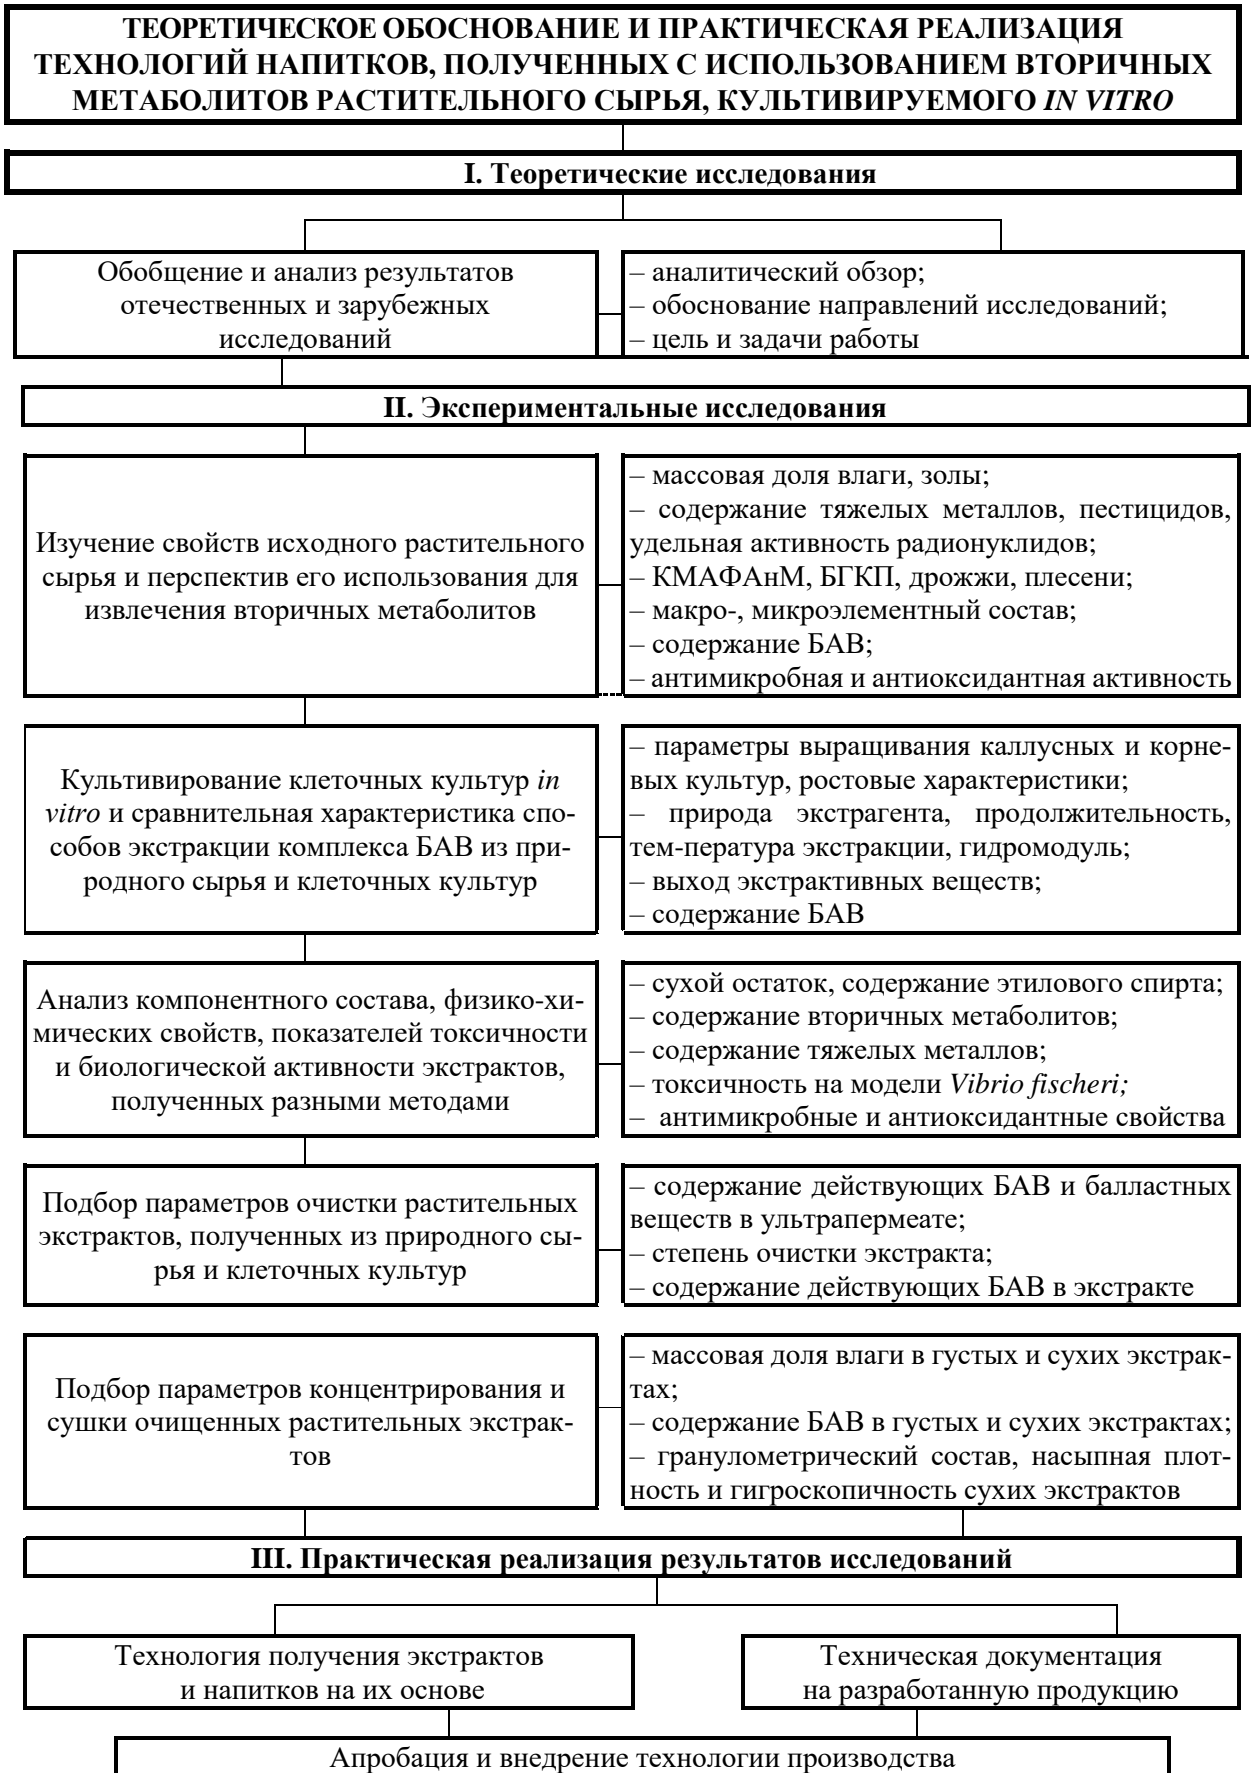 ТЕОРЕТИЧЕСКОЕ ОБОСНОВАНИЕ И ПРАКТИЧЕСКАЯ РЕАЛИЗАЦИЯ
ТЕХНОЛОГИЙ НАПИТКОВ, ПОЛУЧЕННЫХ С ИСПОЛЬЗОВАНИЕМ ВТОРИЧНЫХ
МЕТАБОЛИТОВ РАСТИТЕЛЬНОГО СЫРЬЯ, КУЛЬТИВИРУЕМОГО IN VITRO
I. Теоретические исследования
Обобщение и анализ результатов
отечественных и зарубежных
исследований
– аналитический обзор;
– обоснование направлений исследований;
– цель и задачи работы
II. Экспериментальные исследования
Изучение свойств исходного растительного
сырья и перспектив его использования для
извлечения вторичных метаболитов
– массовая доля влаги, золы;
– содержание тяжелых металлов, пестицидов,
удельная активность радионуклидов;
– КМАФАнМ, БГКП, дрожжи, плесени;
– макро-, микроэлементный состав;
– содержание БАВ;
– антимикробная и антиоксидантная активность
Культивирование клеточных культур in
vitro и сравнительная характеристика спо-
собов экстракции комплекса БАВ из при-
родного сырья и клеточных культур
– параметры выращивания каллусных и корне-
вых культур, ростовые характеристики;
– природа экстрагента, продолжительность,
тем-пература экстракции, гидромодуль;
– выход экстрактивных веществ;
– содержание БАВ
Анализ компонентного состава, физико-хи-
мических свойств, показателей токсичности
и биологической активности экстрактов,
полученных разными методами
– сухой остаток, содержание этилового спирта;
– содержание вторичных метаболитов;
– содержание тяжелых металлов;
– токсичность на модели Vibrio fischeri;
– антимикробные и антиоксидантные свойства
Подбор параметров очистки растительных
экстрактов, полученных из природного сы-
рья и клеточных культур
– содержание действующих БАВ и балластных
веществ в ультрапермеате;
– степень очистки экстракта;
– содержание действующих БАВ в экстракте
Подбор параметров концентрирования и
сушки очищенных растительных экстрак-
тов
– массовая доля влаги в густых и сухих экстрак-
тах;
– содержание БАВ в густых и сухих экстрактах;
– гранулометрический состав, насыпная плот-
ность и гигроскопичность сухих экстрактов
III. Практическая реализация результатов исследований
Технология получения экстрактов
и напитков на их основе
Техническая документация
на разработанную продукцию
Апробация и внедрение технологии производства